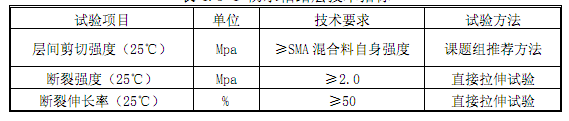 试验项目 单位 技术要求 试验方法
层间剪切强度（25℃） Mpa ≥SMA 混合料自身强度 课题组推荐方法
断裂强度（25℃） Mpa ≥2.0 直接拉伸试验
断裂伸长率（25℃） % ≥50 直接拉伸试验